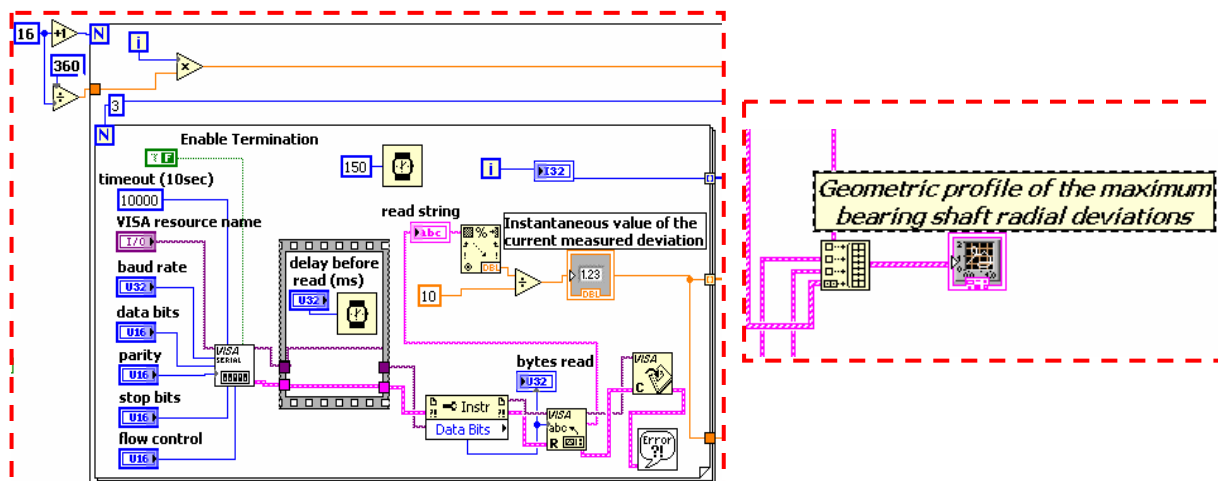 16
+1
N
i
360
3
N
Enable Termination
? F
150
i
I32
timeout (10sec)
10000
VISA resource name
I/O
read string
abc
Instantaneous value of the
current measured deviation
% 
DBL
1.23
DBL
10
delay before
read (ms)
U32
baud rate
U32
data bits
U16
parity
U16
stop bits
U16
flow control
U16
VISA
SERIAL
bytes read
U32
Instr
Data Bits
VISA
abc
R
VISA
C
Error
?!
Geometric profile of the maximum
bearing shaft radial deviations